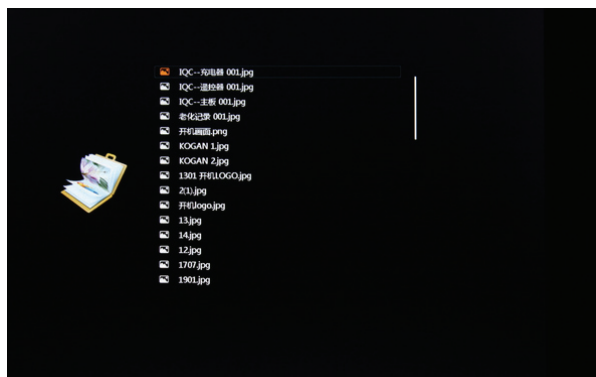 IQC--充电器 001.jpg
IQC--遥控器 001.jpg
IQC--主板 001.jpg
老化记录 001.jpg
开机画面.png
KOGAN 1.jpg
KOGAN 2.jpg
1301 开机LOGO.jpg
2(1).jpg
开机logo.jpg
13.jpg
14.jpg
12.jpg
1707.jpg
1901.jpg